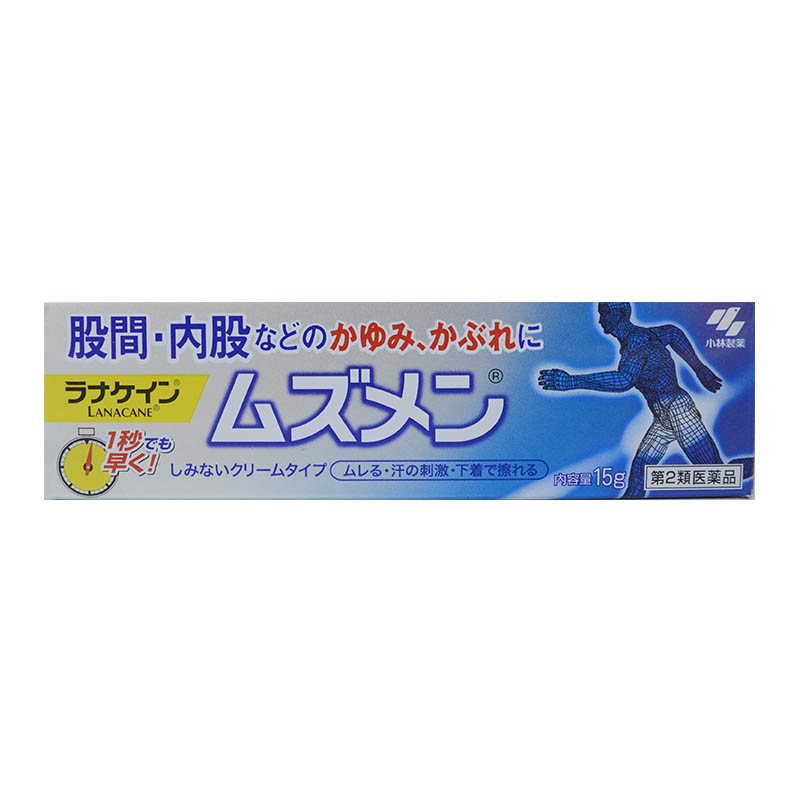 股間・内股などのかゆみ、かぶれに
小林製薬
ラナケイン®
LANACANE®
ムズメン®
1秒でも
早く!
しみないクリームタイプ
ムレる・汗の刺激・下着で擦れる
内容量15g
第2類医薬品